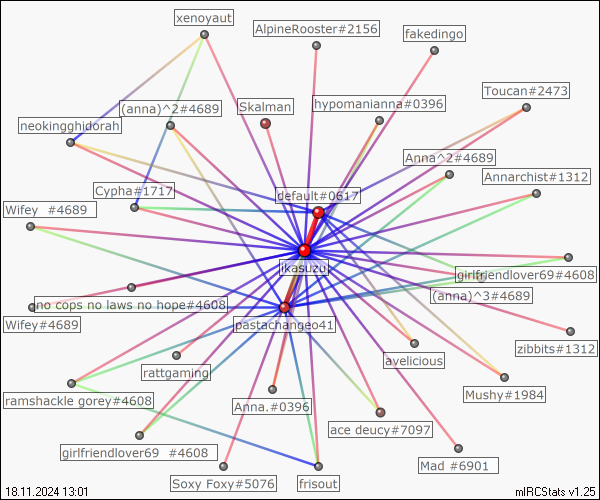 xenoyaut
AlpineRooster#2156
fakedingo
Toucan#2473
(anna)^2#4689
Skalman
hypomanianna#0396
neokingghidorah
Anna^2#4689
Annarchist#1312
Cypha#1717
default#0617
Wifey  #4689
ikasuzu
girlfriendlover69#4608
(anna)^3#4689
no cops no laws no hope#4608
Wifey#4689
pastachangeo41
zibbits#1312
avelicious
rattgaming
Mushy#1984
ramshackle gorey#4608
Anna.#0396
ace deucy#7097
girlfriendlover69  #4608
Mad #6901
Soxy Foxy#5076
frisout
18.11.2024 13:01
mIRCStats v1.25